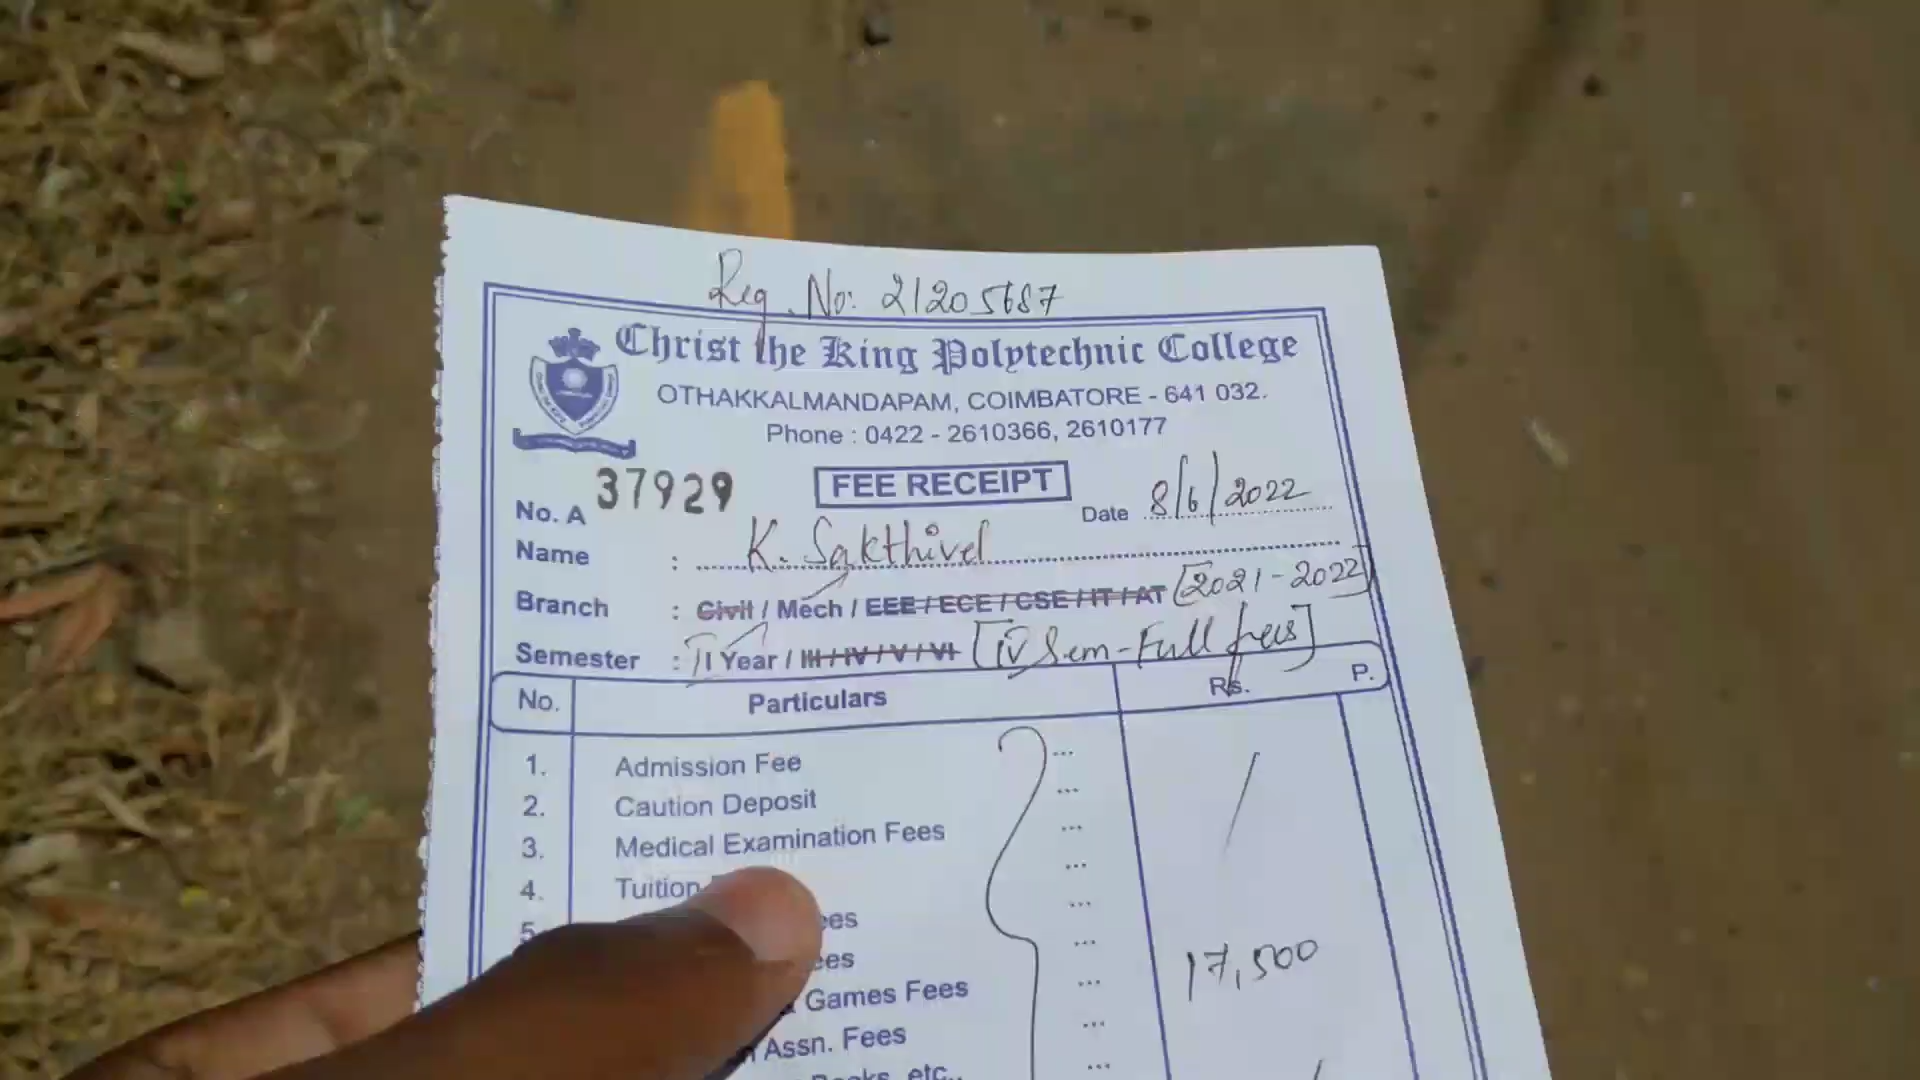 Reg. No: 21205687
Christ the King Polytechnic College
OTHAKKALMANDAPAM, COIMBATORE - 641 032.
Phone : 0422 - 2610366, 2610177
No. A 37929 FEE RECEIPT Date 8/6/2022
Name : K. Sakthivel
Branch : Civil / Mech / EEE / ECE / CSE / IT / AT [2021-2022]
Semester : II Year / III / IV / V / VI [IV Sem - Full fees]
No. Particulars Rs. P.
1. Admission Fee ...
2. Caution Deposit ...
3. Medical Examination Fees ...
4. Tuition ...
5. ees ...
ees ... 17,500
Games Fees ...
Assn. Fees ...
etc.. ...